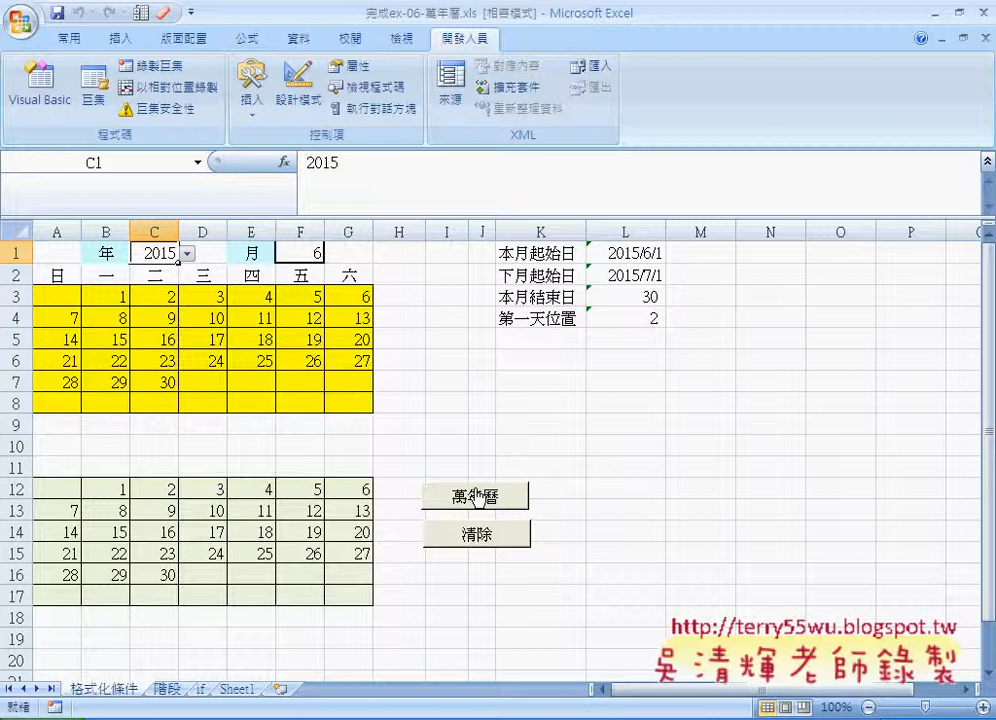 完成ex-06-萬年曆.xls [相容模式] - Microsoft Excel
常用 插入 版面配置 公式 資料 校閱 檢視 開發人員
Visual Basic 巨集 錄製巨集 以相對位置錄製 巨集安全性 程式碼
插入 設計模式 屬性 檢視程式碼 執行對話方塊 控制項
來源 對應內容 擴充套件 重新整理資料 匯入 匯出 XML
C1 fx 2015
A B C D E F G H I J K L M N O P
1 年 2015 月 6 本月起始日 2015/6/1
2 日 一 二 三 四 五 六 下月起始日 2015/7/1
3 1 2 3 4 5 6 本月結束日 30
4 7 8 9 10 11 12 13 第一天位置 2
5 14 15 16 17 18 19 20
6 21 22 23 24 25 26 27
7 28 29 30
8
9
10
11
12 1 2 3 4 5 6 萬年曆
13 7 8 9 10 11 12 13
14 14 15 16 17 18 19 20 清除
15 21 22 23 24 25 26 27
16 28 29 30
17
18
19
20
http://terry55wu.blogspot.tw
吳清輝老師錄製
格式化條件 階段 if Sheet1
就緒 100%